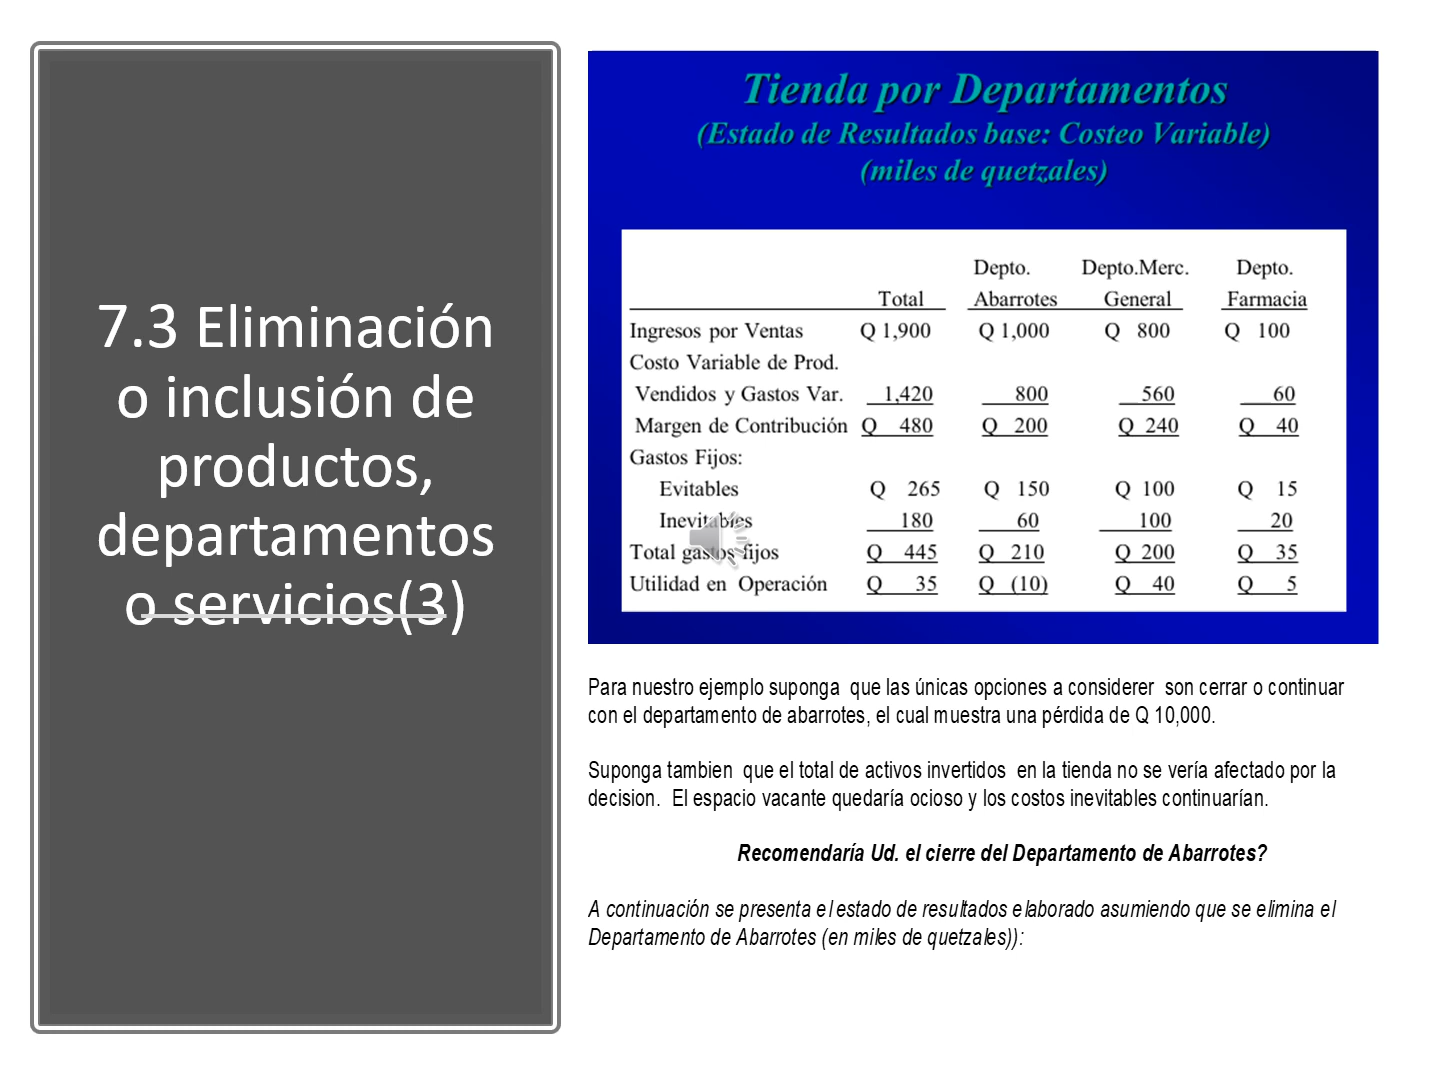 7.3 Eliminación
o inclusión de
productos,
departamentos
o servicios(3)
Tienda por Departamentos
(Estado de Resultados base: Costeo Variable)
(miles de quetzales)
Depto. Depto.Merc. Depto.
Total Abarrotes General Farmacia
Ingresos por Ventas Q 1,900 Q 1,000 Q 800 Q 100
Costo Variable de Prod.
Vendidos y Gastos Var. 1,420 800 560 60
Margen de Contribución Q 480 Q 200 Q 240 Q 40
Gastos Fijos:
Evitables Q 265 Q 150 Q 100 Q 15
Inevitables 180 60 100 20
Total gastos fijos Q 445 Q 210 Q 200 Q 35
Utilidad en Operación Q 35 Q (10) Q 40 Q 5
Para nuestro ejemplo suponga que las únicas opciones a considerer son cerrar o continuar
con el departamento de abarrotes, el cual muestra una pérdida de Q 10,000.
Suponga tambien que el total de activos invertidos en la tienda no se vería afectado por la
decision. El espacio vacante quedaría ocioso y los costos inevitables continuarían.
Recomendaría Ud. el cierre del Departamento de Abarrotes?
A continuación se presenta el estado de resultados elaborado asumiendo que se elimina el
Departamento de Abarrotes (en miles de quetzales)):